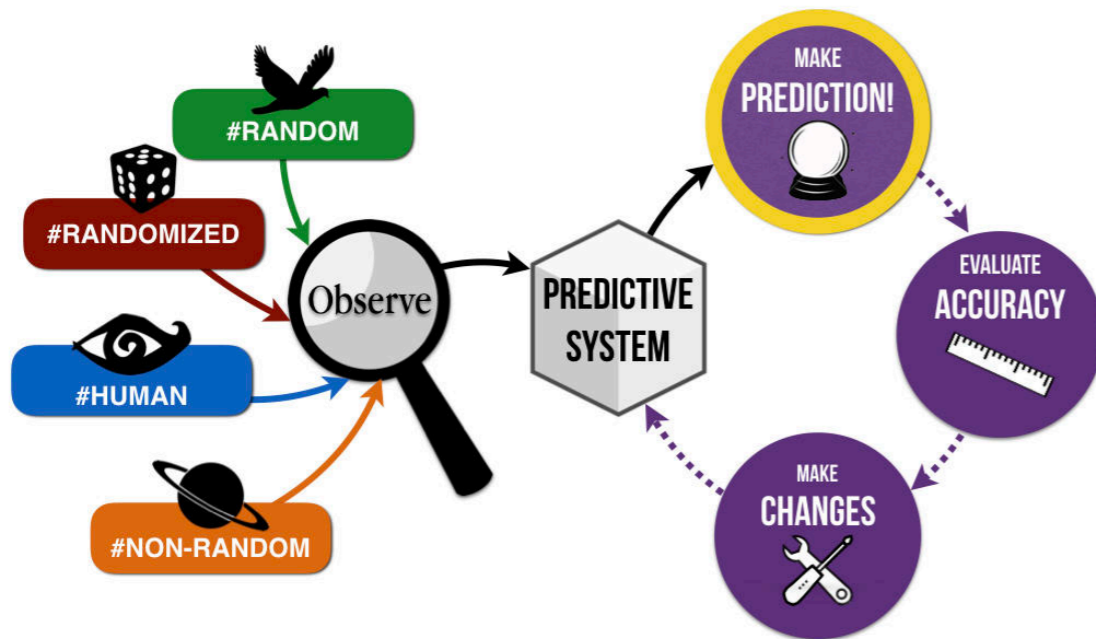 #RANDOM
#RANDOMIZED
#HUMAN
#NON-RANDOM
Observe
PREDICTIVE
SYSTEM
MAKE
PREDICTION!
EVALUATE
ACCURACY
MAKE
CHANGES